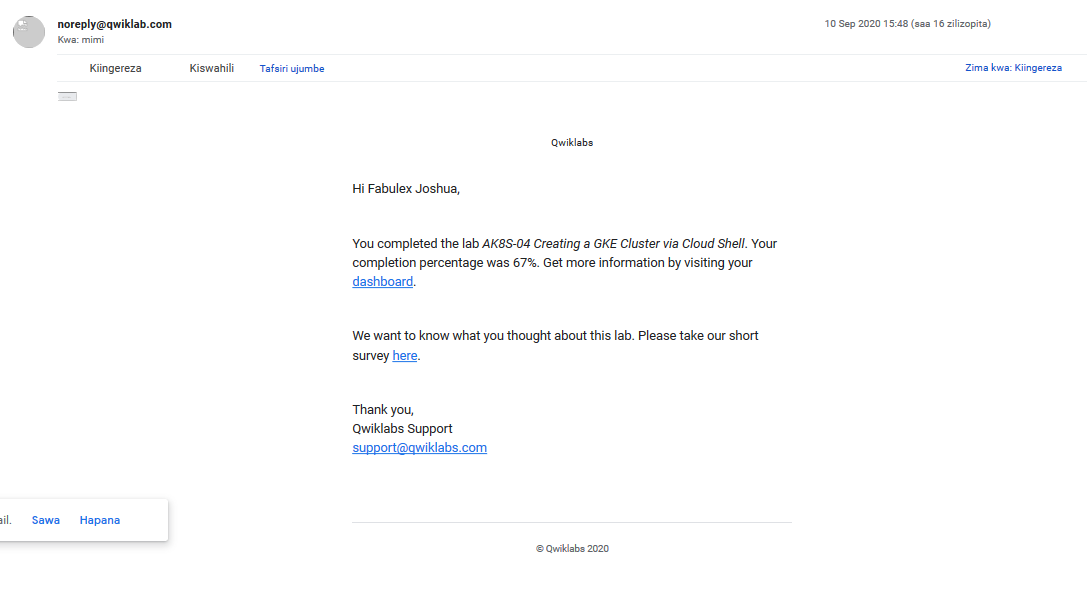 noreply@qwiklab.com
10 Sep 2020 15:48 (saa 16 zilizopita)
Kwa: mimi
Kiingereza Kiswahili Tafsiri ujumbe
Zima kwa: Kiingereza
Qwiklabs
Hi Fabulex Joshua,
You completed the lab AK8S-04 Creating a GKE Cluster via Cloud Shell. Your
completion percentage was 67%. Get more information by visiting your
dashboard.
We want to know what you thought about this lab. Please take our short
survey here.
Thank you,
Qwiklabs Support
support@qwiklabs.com
ail. Sawa Hapana
© Qwiklabs 2020